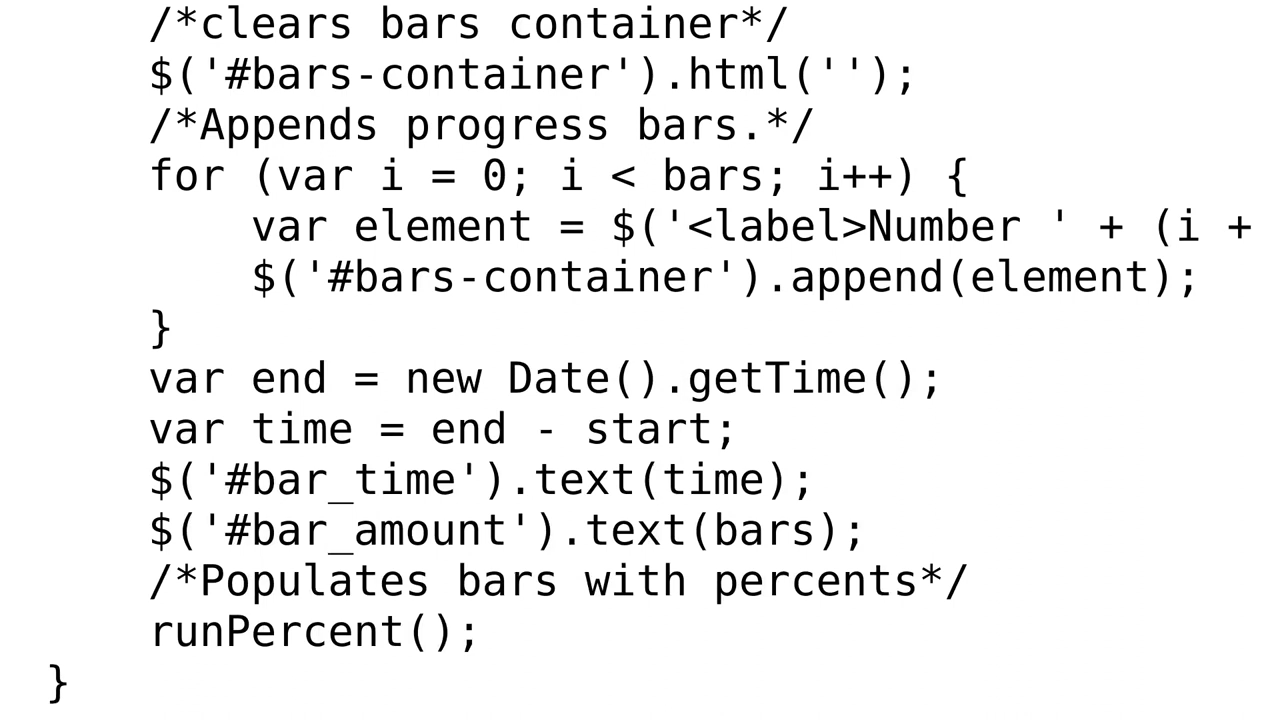 /*clears bars container*/
$('#bars-container').html('');
/*Appends progress bars.*/
for (var i = 0; i < bars; i++) {
var element = $('<label>Number ' + (i +
$('#bars-container').append(element);
}
var end = new Date().getTime();
var time = end - start;
$('#bar_time').text(time);
$('#bar_amount').text(bars);
/*Populates bars with percents*/
runPercent();
}